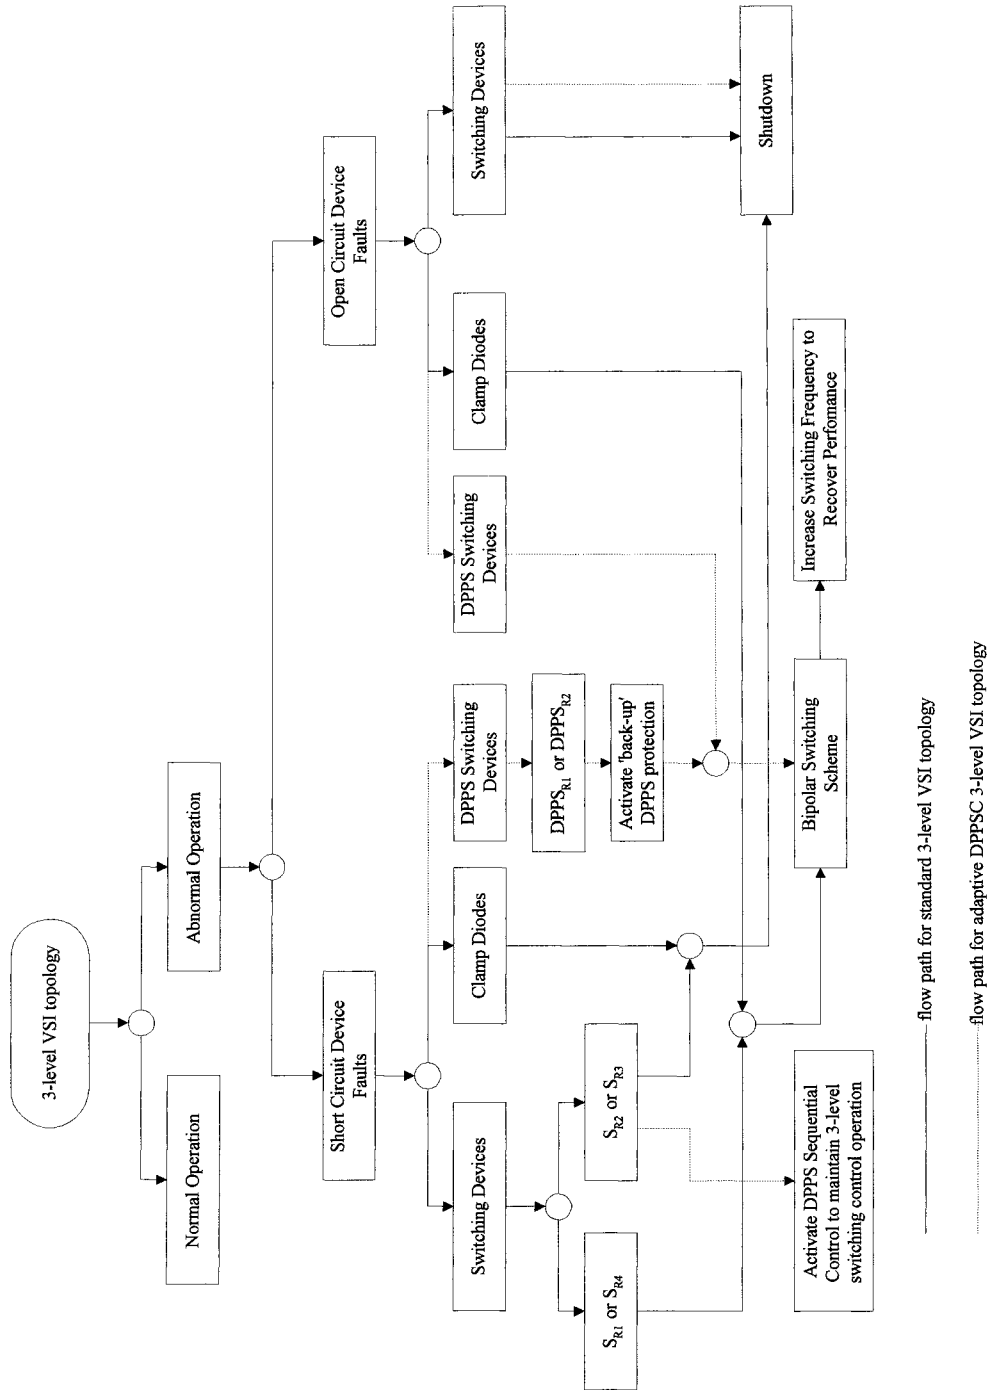 3-level VSI topology
Normal Operation
Abnormal Operation
Short Circuit Device
Faults
Open Circuit Device
Faults
Switching Devices
Clamp Diodes
DPPS Switching
Devices
DPPS Switching
Devices
Clamp Diodes
Switching Devices
S_R1 or S_R4
S_R2 or S_R3
DPPS_R1 or DPPS_R2
Activate 'back-up'
DPPS protection
Activate DPPS Sequential
Control to maintain 3-level
switching control operation
Bipolar Switching
Scheme
Increase Switching Frequency to
Recover Perfomance
Shutdown
flow path for standard 3-level VSI topology
flow path for adaptive DPPSC 3-level VSI topology